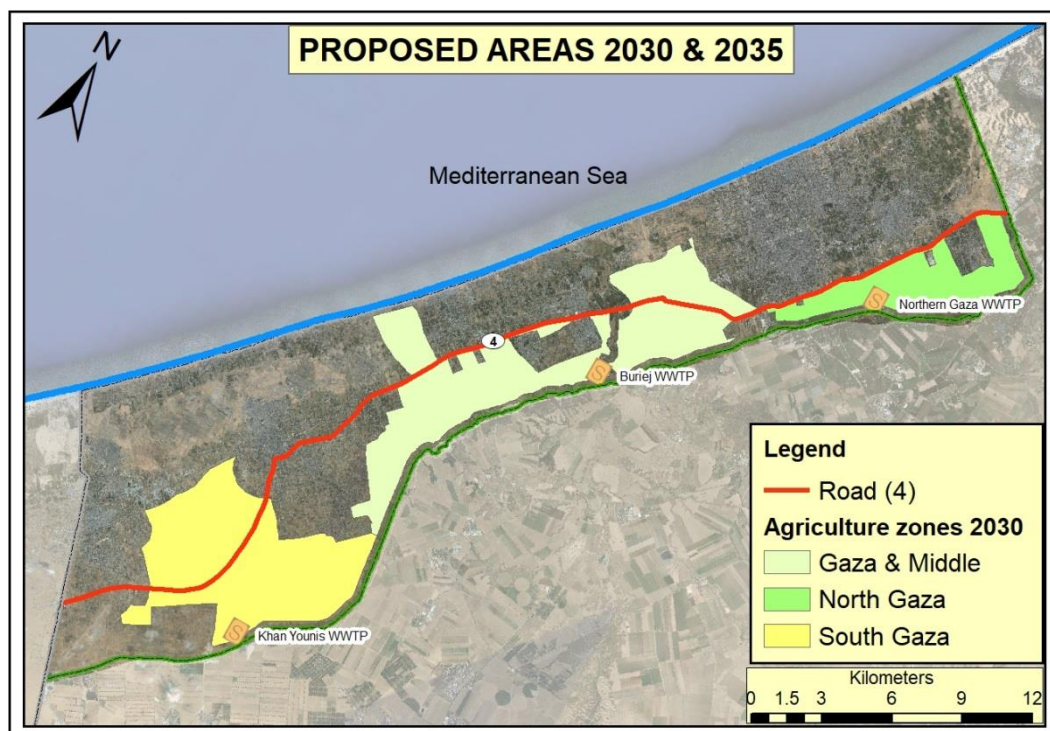 PROPOSED AREAS 2030 & 2035
N
Mediterranean Sea
Northern Gaza WWTP
S
4
Buriej WWTP
S
Khan Younis WWTP
S
Legend
Road (4)
Agriculture zones 2030
Gaza & Middle
North Gaza
South Gaza
Kilometers
0 1.5 3 6 9 12